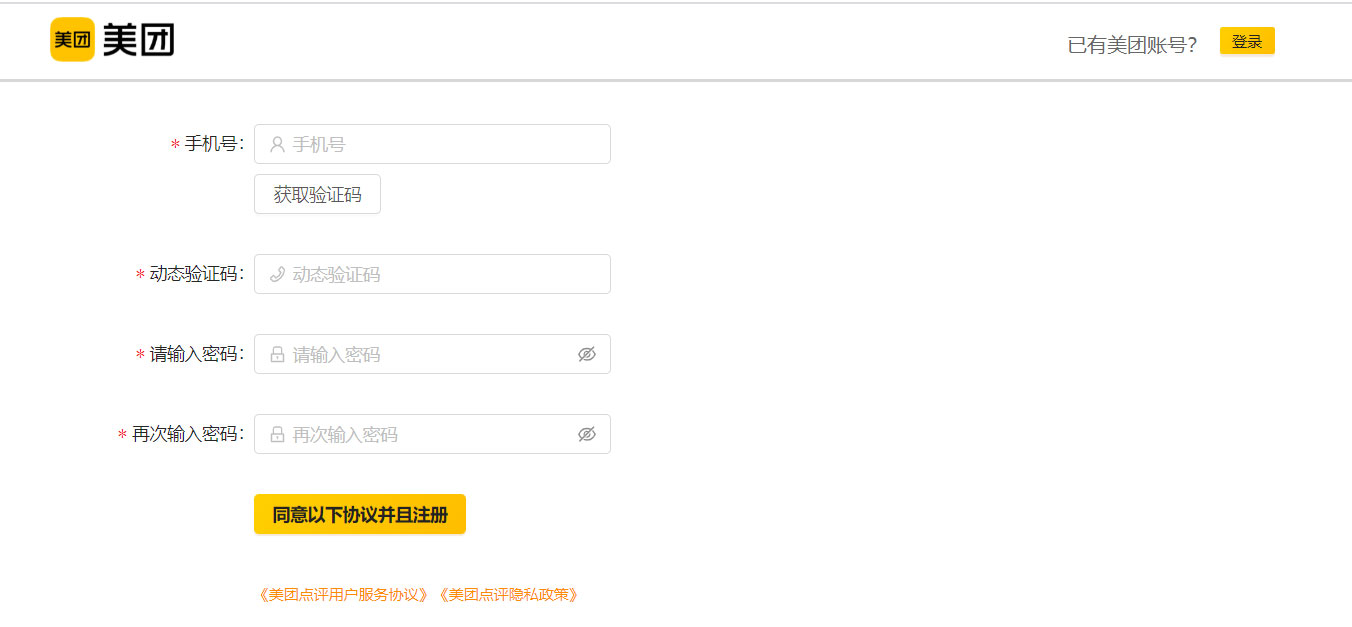 美团 美团 已有美团账号? 登录
* 手机号: 手机号
获取验证码
* 动态验证码: 动态验证码
* 请输入密码: 请输入密码
* 再次输入密码: 再次输入密码
同意以下协议并且注册
《美团点评用户服务协议》《美团点评隐私政策》